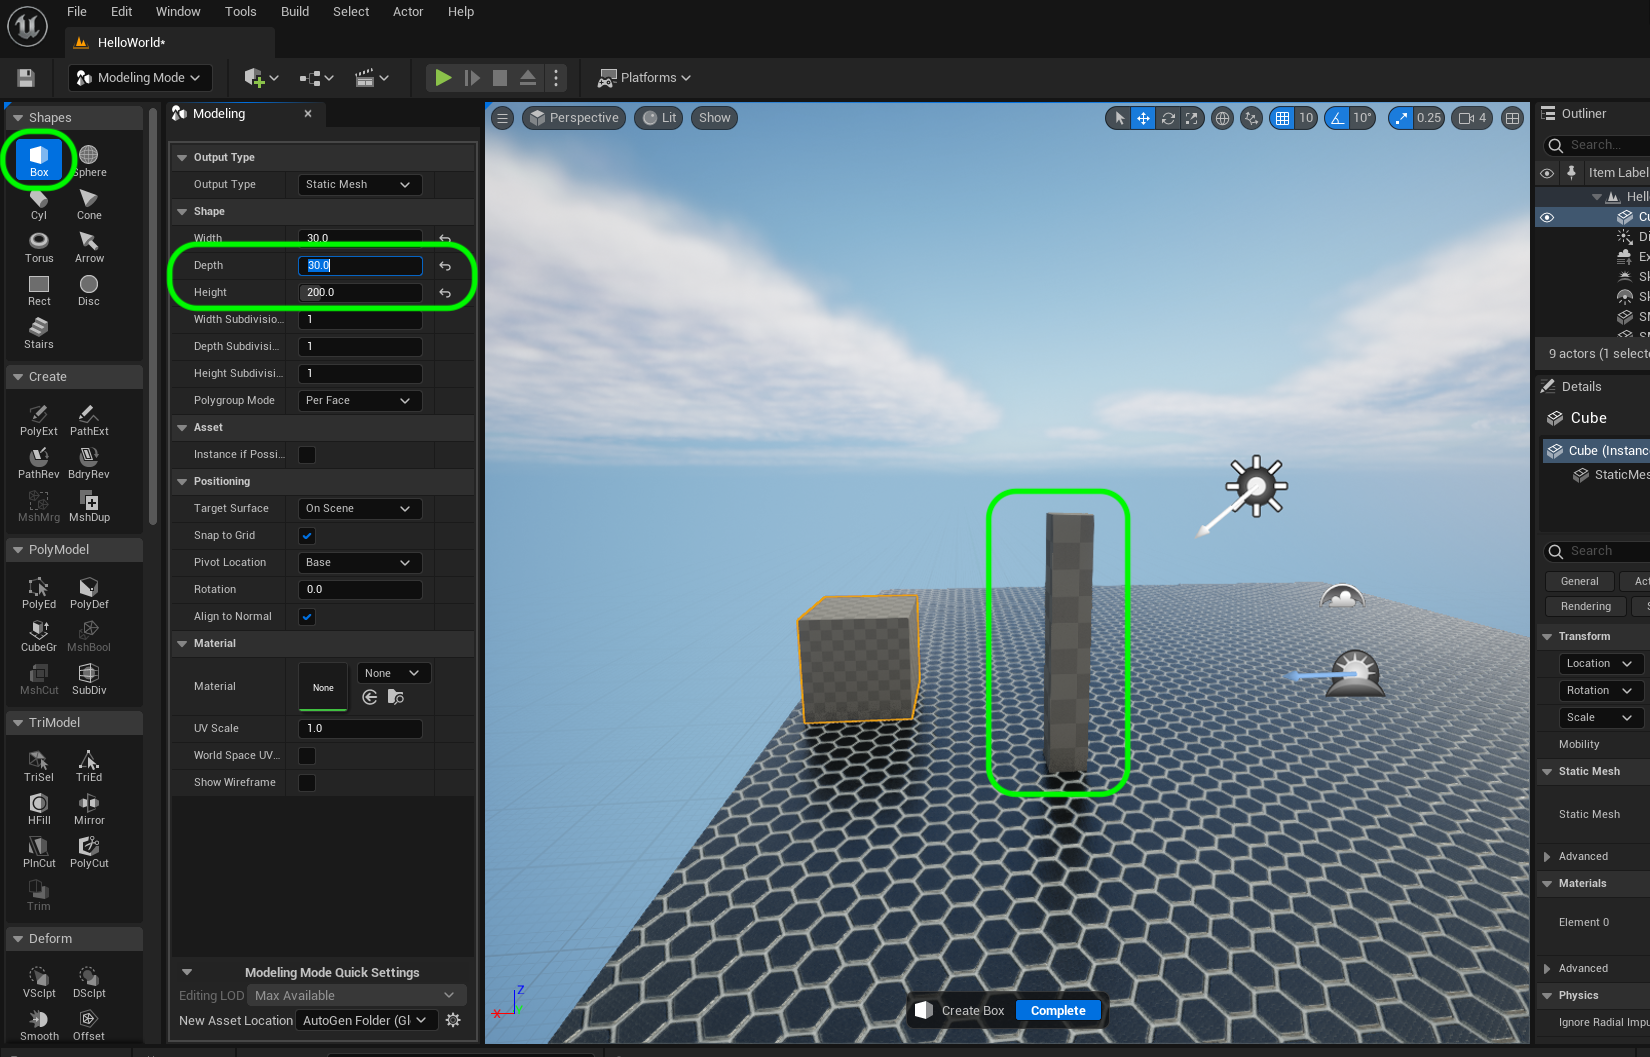 File Edit Window Tools Build Select Actor Help
HelloWorld*
Modeling Mode
Platforms
Shapes
Box
Sphere
Cyl
Cone
Torus
Arrow
Rect
Disc
Stairs
Create
PolyExt
PathExt
PathRev
BdryRev
MshMrg
MshDup
PolyModel
PolyEd
PolyDef
CubeGr
MshBool
MshCut
SubDiv
TriModel
TriSel
TriEd
HFill
Mirror
PlnCut
PolyCut
Trim
Deform
VSclpt
DSclpt
Smooth
Offset
Modeling
Output Type
Output Type Static Mesh
Shape
Width 30.0
Depth 30.0
Height 200.0
Width Subdivisio... 1
Depth Subdivisi... 1
Height Subdivisi... 1
Polygroup Mode Per Face
Asset
Instance if Possi...
Positioning
Target Surface On Scene
Snap to Grid
Pivot Location Base
Rotation 0.0
Align to Normal
Material
Material None None
UV Scale 1.0
World Space UV...
Show Wireframe
Modeling Mode Quick Settings
Editing LOD Max Available
New Asset Location AutoGen Folder (Gl
Perspective Lit Show
10 10° 0.25 4
Z
X
Create Box Complete
Outliner
Search...
Item Label
Hell
Cu
Di
Ex
Sk
Sk
SM
9 actors (1 selecte
Details
Cube
Cube (Instanc
StaticMes
Search
General Act
Rendering S
Transform
Location
Rotation
Scale
Mobility
Static Mesh
Static Mesh
Advanced
Materials
Element 0
Advanced
Physics
Ignore Radial Impu